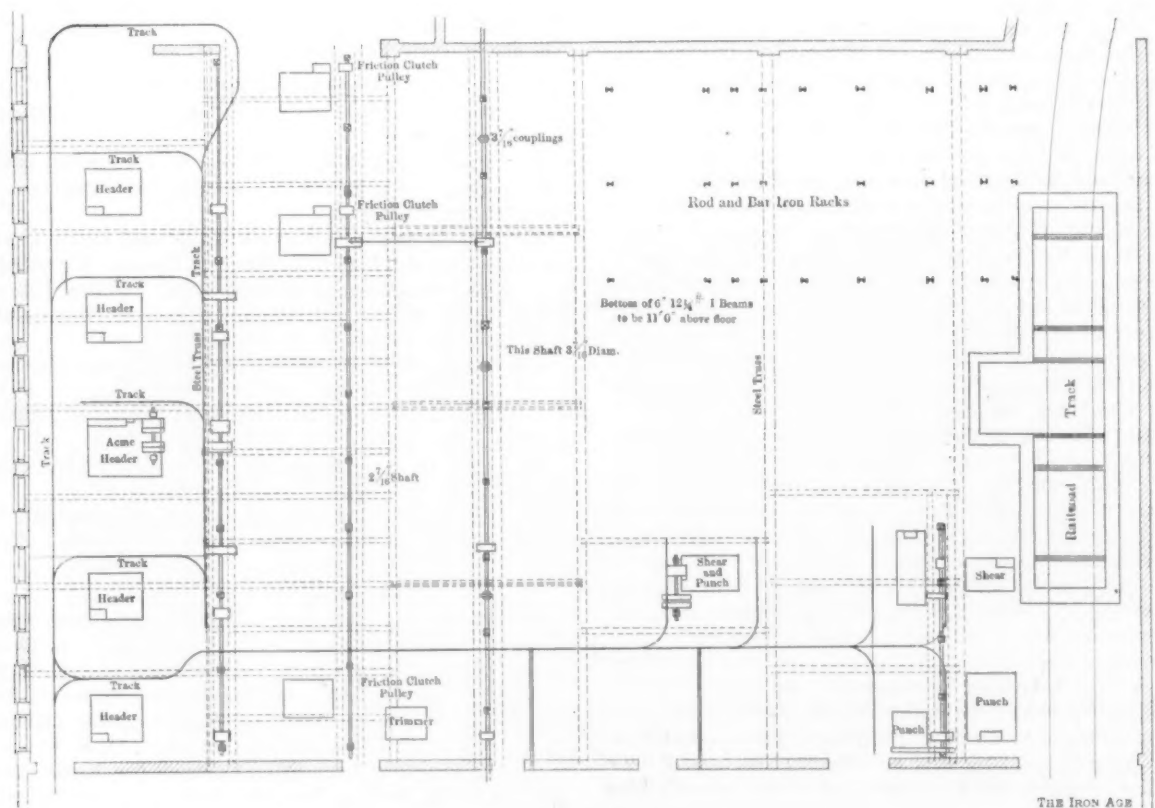 Track
Friction Clutch
Pulley
3 7/16" couplings
Track
Header
Friction Clutch
Pulley
Rod and Bar Iron Racks
Track
Track
Header
Bottom of 6" 12¼# I Beams
to be 11'0" above floor
This Shaft 3 7/16" Diam.
Steel Truss
Steel Truss
Track
Track
Acme
Header
Track
2 7/16" Shaft
Railroad Track
Track
Header
Shear
and
Punch
Shear
Track
Header
Friction Clutch
Pulley
Trimmer
Punch
Punch
THE IRON AGE